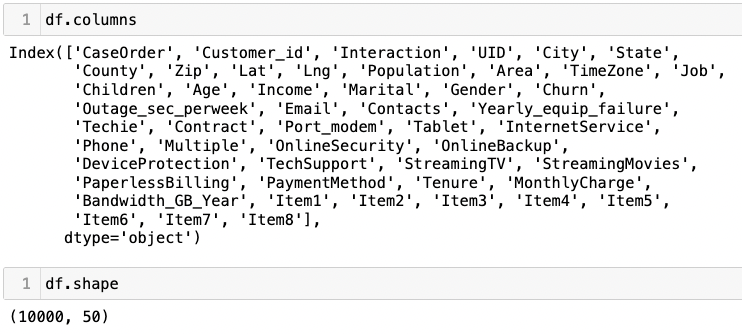 1 df.columns
Index(['CaseOrder', 'Customer_id', 'Interaction', 'UID', 'City', 'State',
'County', 'Zip', 'Lat', 'Lng', 'Population', 'Area', 'TimeZone', 'Job',
'Children', 'Age', 'Income', 'Marital', 'Gender', 'Churn',
'Outage_sec_perweek', 'Email', 'Contacts', 'Yearly_equip_failure',
'Techie', 'Contract', 'Port_modem', 'Tablet', 'InternetService',
'Phone', 'Multiple', 'OnlineSecurity', 'OnlineBackup',
'DeviceProtection', 'TechSupport', 'StreamingTV', 'StreamingMovies',
'PaperlessBilling', 'PaymentMethod', 'Tenure', 'MonthlyCharge',
'Bandwidth_GB_Year', 'Item1', 'Item2', 'Item3', 'Item4', 'Item5',
'Item6', 'Item7', 'Item8'],
dtype='object')
1 df.shape
(10000, 50)